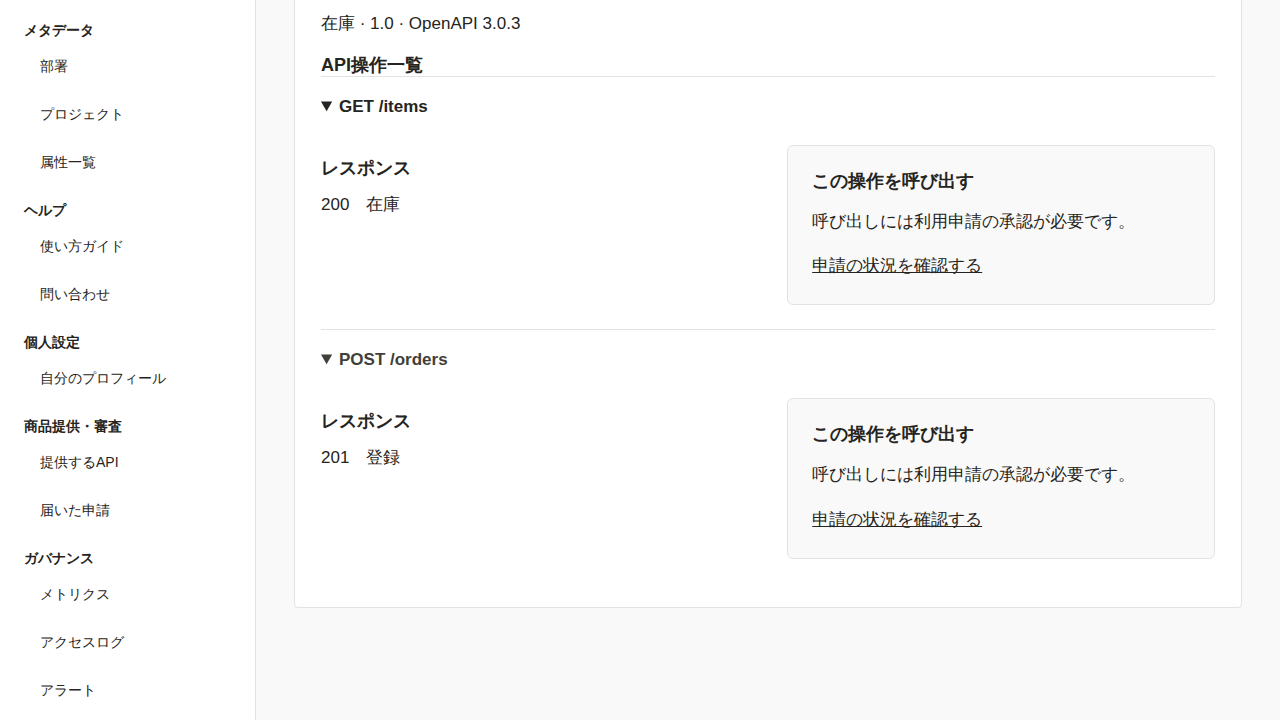 メタデータ
部署
プロジェクト
属性一覧
ヘルプ
使い方ガイド
問い合わせ
個人設定
自分のプロフィール
商品提供・審査
提供するAPI
届いた申請
ガバナンス
メトリクス
アクセスログ
アラート
在庫 · 1.0 · OpenAPI 3.0.3
API操作一覧
▼ GET /items
レスポンス
200 在庫
この操作を呼び出す
呼び出しには利用申請の承認が必要です。
申請の状況を確認する
▼ POST /orders
レスポンス
201 登録
この操作を呼び出す
呼び出しには利用申請の承認が必要です。
申請の状況を確認する